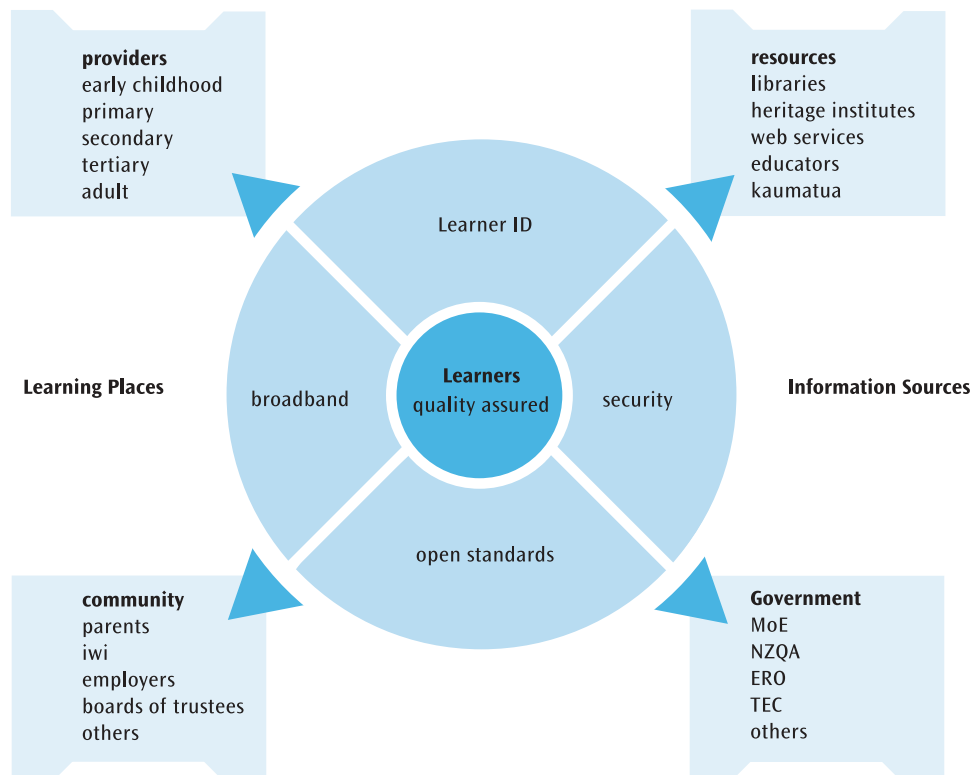 providers
early childhood
primary
secondary
tertiary
adult
resources
libraries
heritage institutes
web services
educators
kaumatua
Learner ID
Learning Places
broadband
Learners
quality assured
security
Information Sources
open standards
community
parents
iwi
employers
boards of trustees
others
Government
MoE
NZQA
ERO
TEC
others